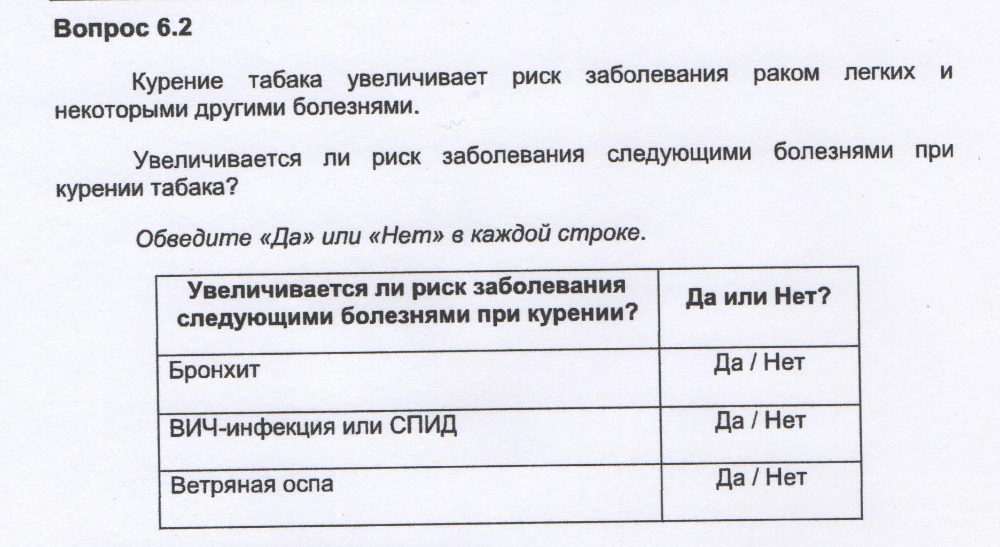 Вопрос 6.2
Курение табака увеличивает риск заболевания раком легких и
некоторыми другими болезнями.
Увеличивается ли риск заболевания следующими болезнями при
курении табака?
Обведите «Да» или «Нет» в каждой строке.
Увеличивается ли риск заболевания
следующими болезнями при курении?
Да или Нет?
Бронхит
Да / Нет
ВИЧ-инфекция или СПИД
Да / Нет
Ветряная оспа
Да / Нет